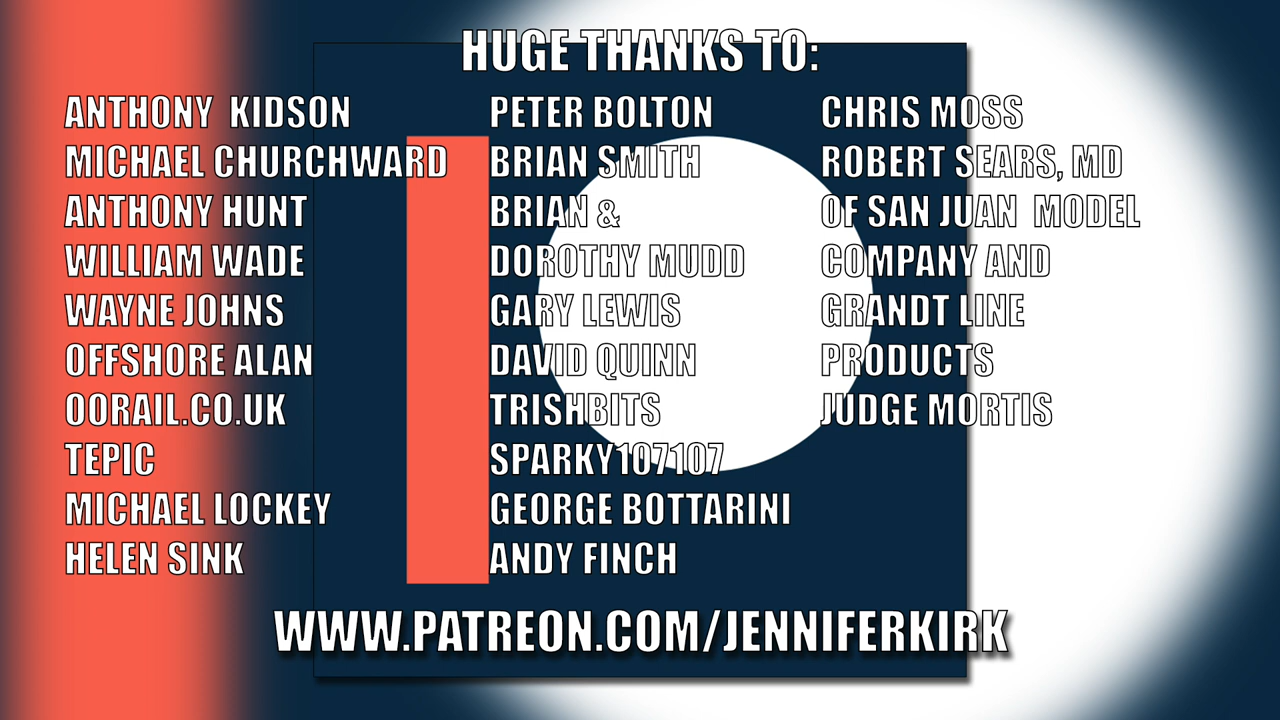 HUGE THANKS TO:
ANTHONY KIDSON
MICHAEL CHURCHWARD
ANTHONY HUNT
WILLIAM WADE
WAYNE JOHNS
OFFSHORE ALAN
OORAIL.CO.UK
TEPIC
MICHAEL LOCKEY
HELEN SINK
PETER BOLTON
BRIAN SMITH
BRIAN &
DOROTHY MUDD
GARY LEWIS
DAVID QUINN
TRISHBITS
SPARKY107107
GEORGE BOTTARINI
ANDY FINCH
CHRIS MOSS
ROBERT SEARS, MD
OF SAN JUAN MODEL
COMPANY AND
GRANDT LINE
PRODUCTS
JUDGE MORTIS
WWW.PATREON.COM/JENNIFERKIRK